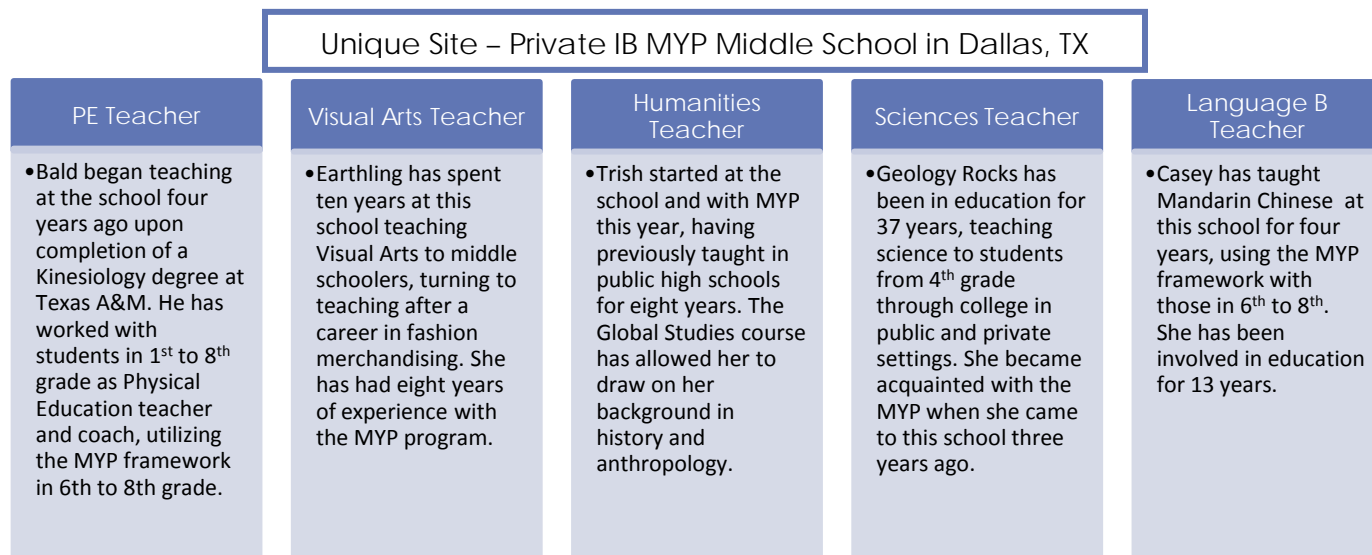 Unique Site – Private IB MYP Middle School in Dallas, TX
PE Teacher
•Bald began teaching
at the school four
years ago upon
completion of a
Kinesiology degree at
Texas A&M. He has
worked with
students in 1st to 8th
grade as Physical
Education teacher
and coach, utilizing
the MYP framework
in 6th to 8th grade.
Visual Arts Teacher
•Earthling has spent
ten years at this
school teaching
Visual Arts to middle
schoolers, turning to
teaching after a
career in fashion
merchandising. She
has had eight years
of experience with
the MYP program.
Humanities
Teacher
•Trish started at the
school and with MYP
this year, having
previously taught in
public high schools
for eight years. The
Global Studies course
has allowed her to
draw on her
background in
history and
anthropology.
Sciences Teacher
•Geology Rocks has
been in education for
37 years, teaching
science to students
from 4th grade
through college in
public and private
settings. She became
acquainted with the
MYP when she came
to this school three
years ago.
Language B
Teacher
•Casey has taught
Mandarin Chinese at
this school for four
years, using the MYP
framework with
those in 6th to 8th.
She has been
involved in education
for 13 years.